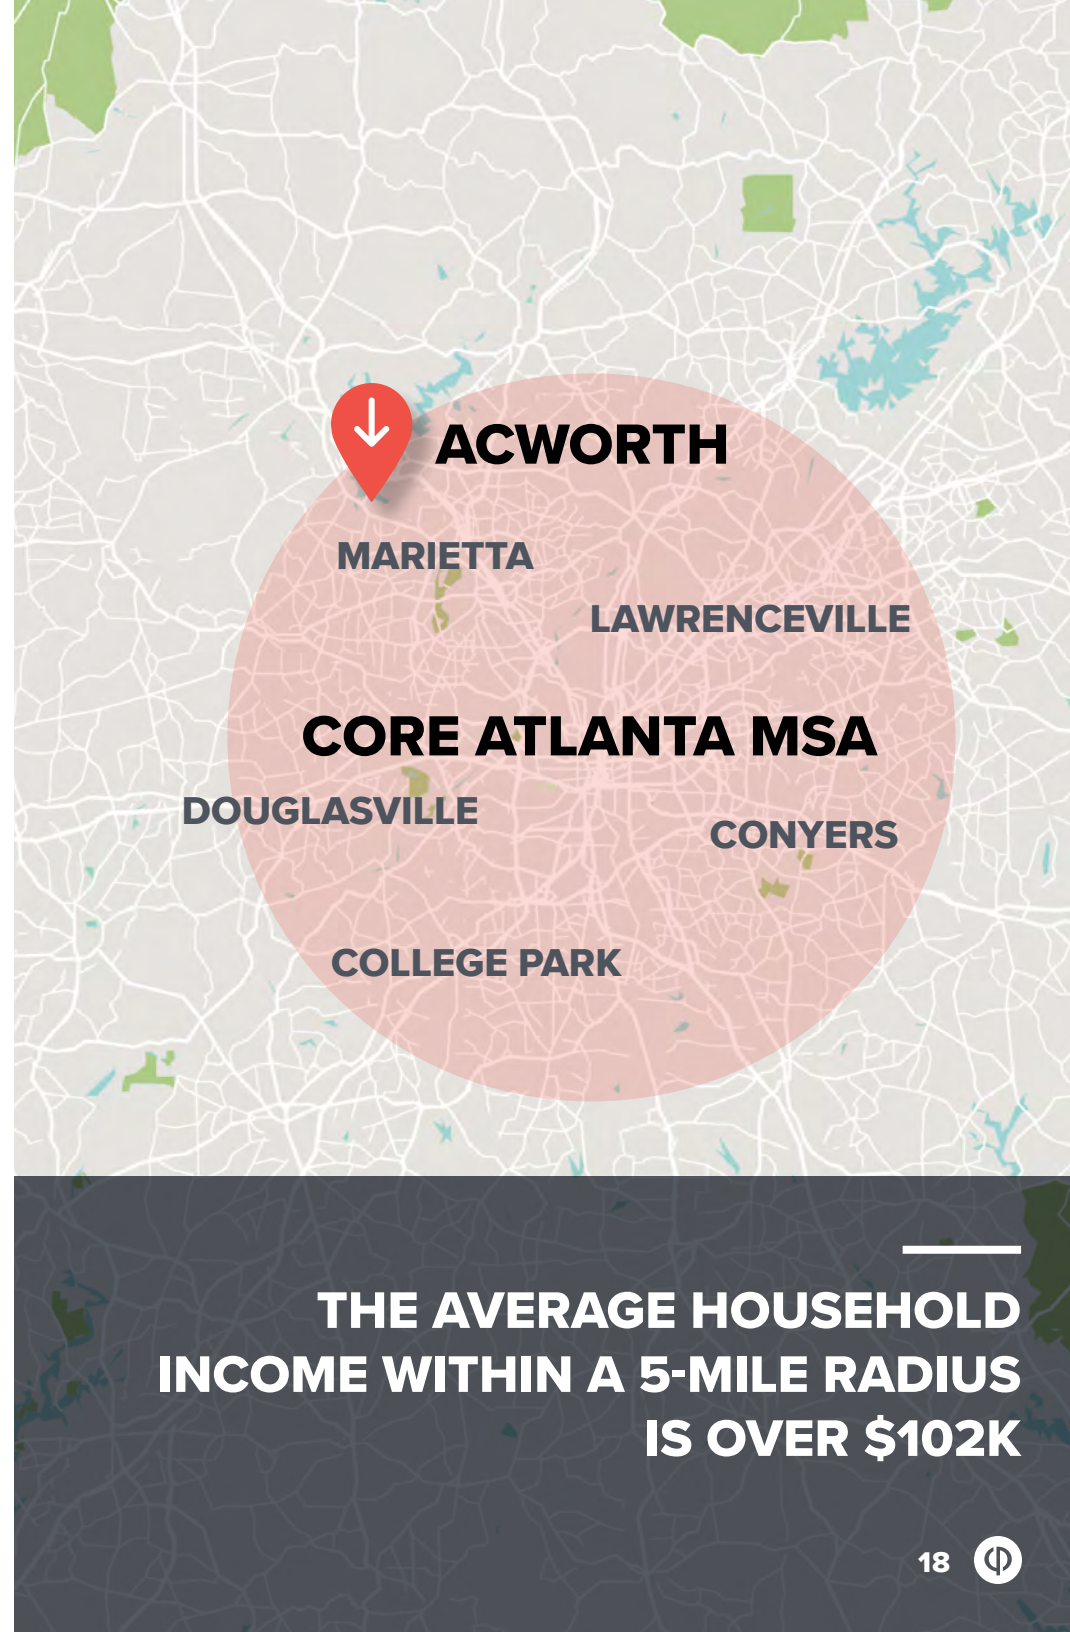 ACWORTH
MARIETTA
LAWRENCEVILLE
CORE ATLANTA MSA
DOUGLASVILLE
CONYERS
COLLEGE PARK
THE AVERAGE HOUSEHOLD
INCOME WITHIN A 5-MILE RADIUS
IS OVER $102K
18